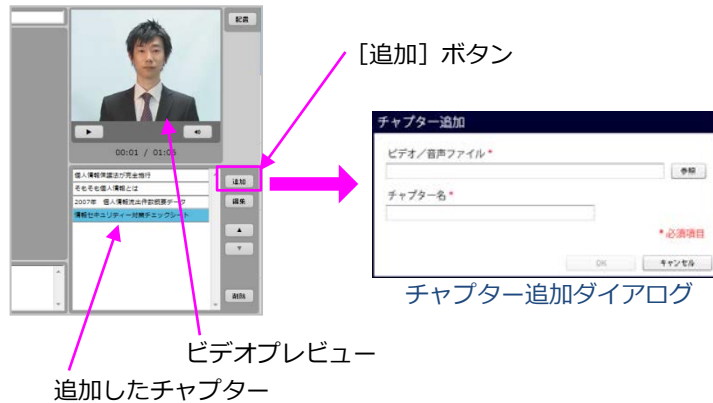 配置
［追加］ボタン
00:01 / 01:05
個人情報保護法が完全施行
そもそも個人情報とは
2007年 個人情報流出件数概要データ
情報セキュリティー対策チェックシート
追加
編集
▲
▼
削除
チャプター追加
ビデオ／音声ファイル*
参照
チャプター名*
*必須項目
OK
キャンセル
チャプター追加ダイアログ
ビデオプレビュー
追加したチャプター